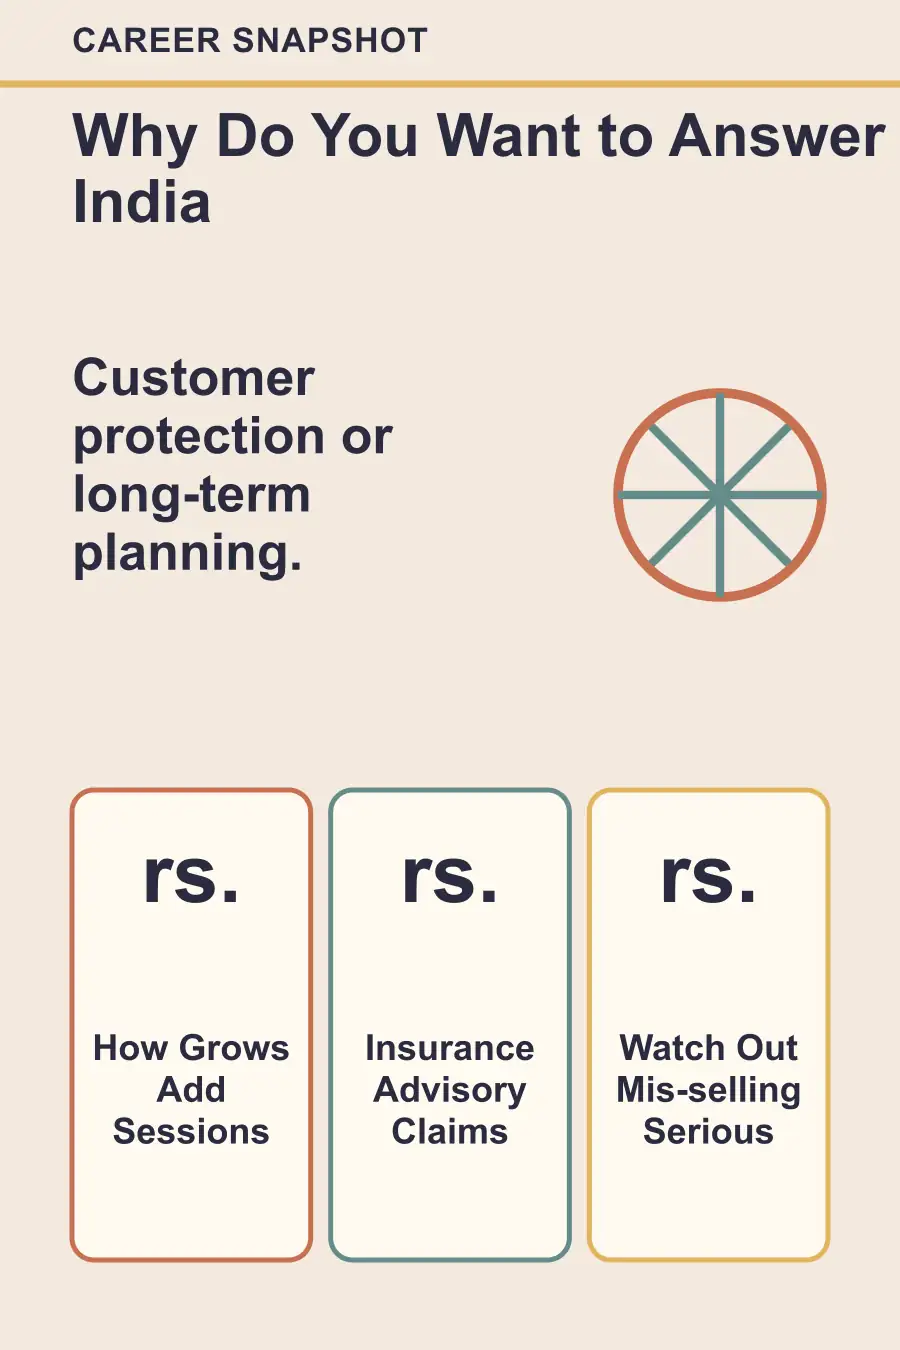 CAREER SNAPSHOT
Why Do You Want to Answer
India
Customer
protection or
long-term
planning.
rs.
How Grows
Add
Sessions
rs.
Insurance
Advisory
Claims
rs.
Watch Out
Mis-selling
Serious